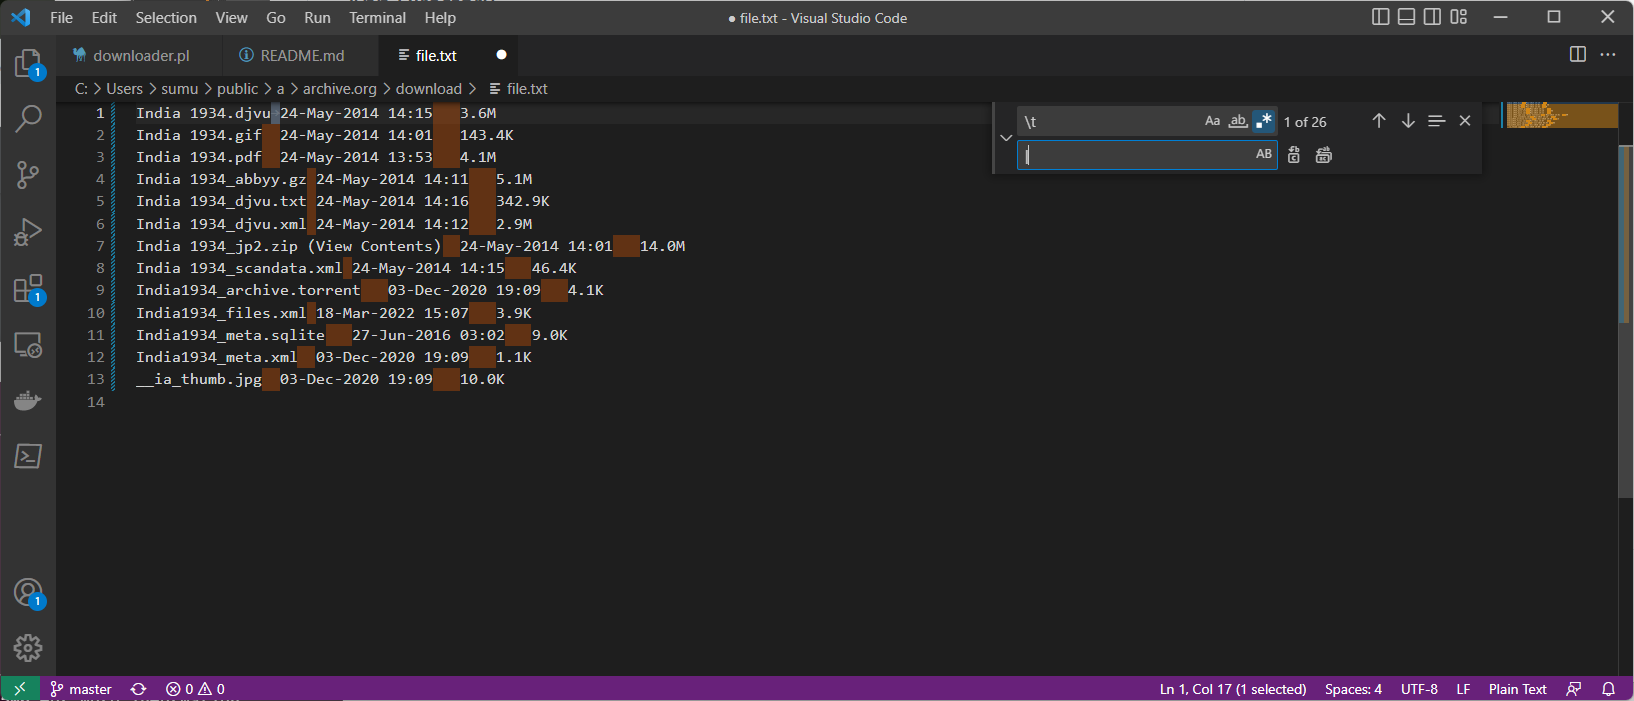 File Edit Selection View Go Run Terminal Help ● file.txt - Visual Studio Code
downloader.pl README.md file.txt
C: > Users > sumu > public > a > archive.org > download > file.txt
1 India 1934.djvu 24-May-2014 14:15 3.6M
2 India 1934.gif 24-May-2014 14:01 143.4K
3 India 1934.pdf 24-May-2014 13:53 4.1M
4 India 1934_abbyy.gz 24-May-2014 14:11 5.1M
5 India 1934_djvu.txt 24-May-2014 14:16 342.9K
6 India 1934_djvu.xml 24-May-2014 14:12 2.9M
7 India 1934_jp2.zip (View Contents) 24-May-2014 14:01 14.0M
8 India 1934_scandata.xml 24-May-2014 14:15 46.4K
9 India1934_archive.torrent 03-Dec-2020 19:09 4.1K
10 India1934_files.xml 18-Mar-2022 15:07 3.9K
11 India1934_meta.sqlite 27-Jun-2016 03:02 9.0K
12 India1934_meta.xml 03-Dec-2020 19:09 1.1K
13 __ia_thumb.jpg 03-Dec-2020 19:09 10.0K
14
\t Aa ab .* 1 of 26
| AB
1
1
1
master 0 0 Ln 1, Col 17 (1 selected) Spaces: 4 UTF-8 LF Plain Text